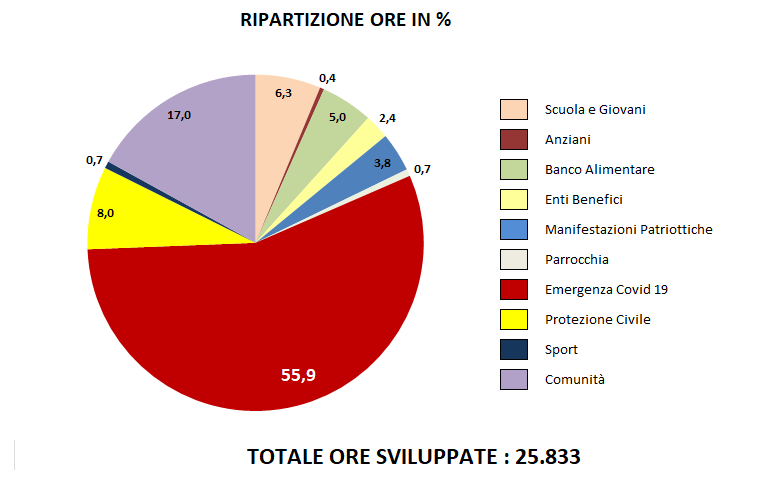 RIPARTIZIONE ORE IN %
6,3
0,4
5,0
2,4
3,8
0,7
55,9
8,0
0,7
17,0
Scuola e Giovani
Anziani
Banco Alimentare
Enti Benefici
Manifestazioni Patriottiche
Parrocchia
Emergenza Covid 19
Protezione Civile
Sport
Comunità
TOTALE ORE SVILUPPATE : 25.833